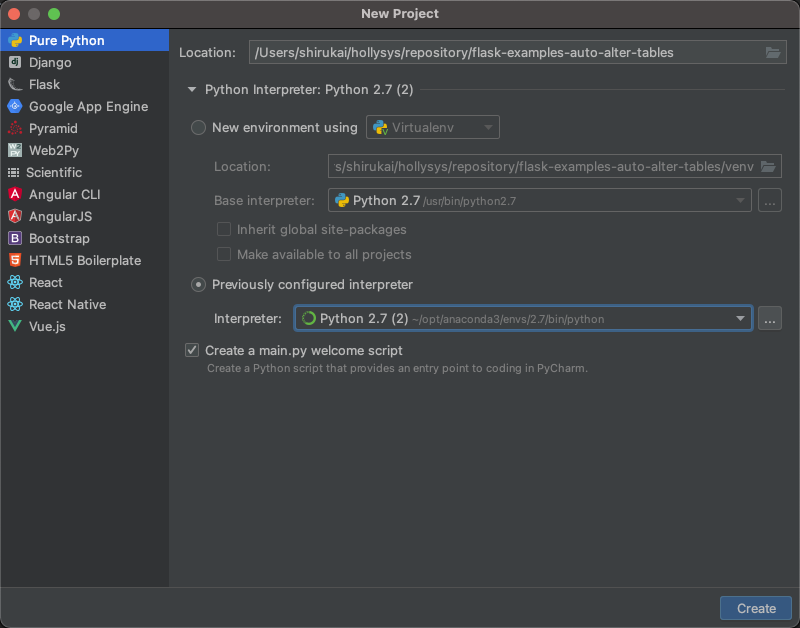 New Project
Pure Python
Django
Flask
Google App Engine
Pyramid
Web2Py
Scientific
Angular CLI
AngularJS
Bootstrap
HTML5 Boilerplate
React
React Native
Vue.js
Location: /Users/shirukai/hollysys/repository/flask-examples-auto-alter-tables
Python Interpreter: Python 2.7 (2)
New environment using Virtualenv
Location: s/shirukai/hollysys/repository/flask-examples-auto-alter-tables/venv
Base interpreter: Python 2.7 /usr/bin/python2.7 ...
Inherit global site-packages
Make available to all projects
Previously configured interpreter
Interpreter: Python 2.7 (2) ~/opt/anaconda3/envs/2.7/bin/python ...
Create a main.py welcome script
Create a Python script that provides an entry point to coding in PyCharm.
Create